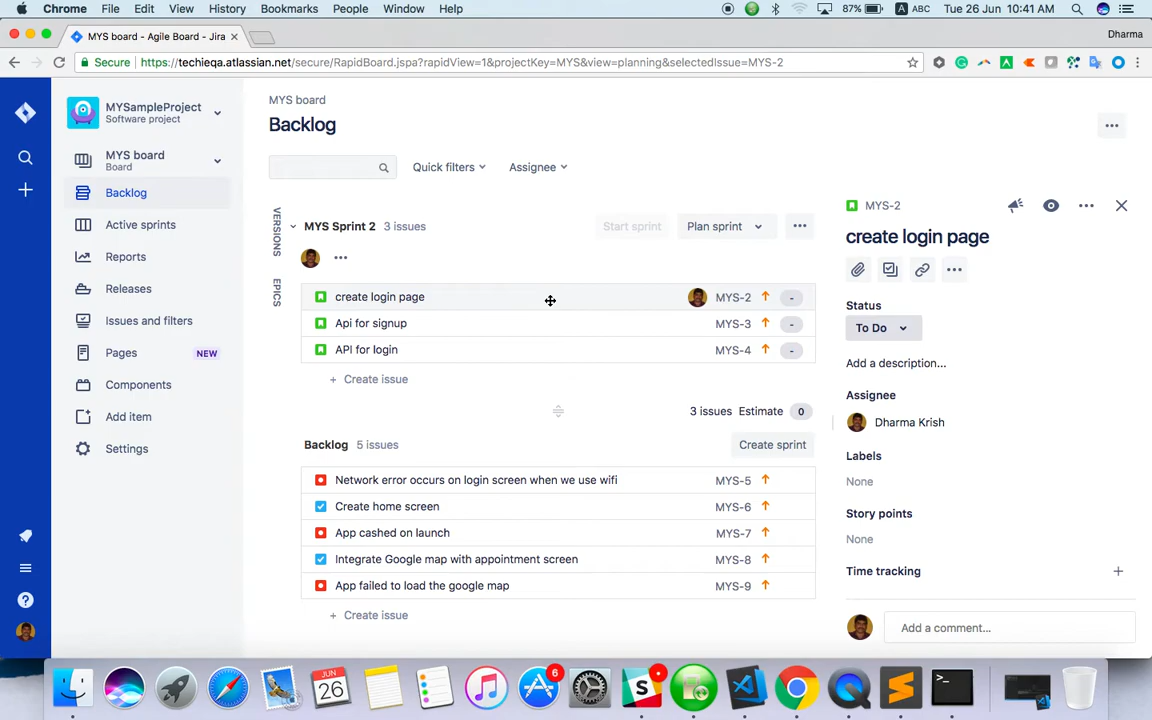 Chrome File Edit View History Bookmarks People Window Help 87% A ABC Tue 26 Jun 10:41 AM
MYS board - Agile Board - Jira
Dharma
Secure https://techieqa.atlassian.net/secure/RapidBoard.jspa?rapidView=1&projectKey=MYS&view=planning&selectedIssue=MYS-2
MYSampleProject
Software project
MYS board
Board
Backlog
Active sprints
Reports
Releases
Issues and filters
Pages NEW
Components
Add item
Settings
MYS board
Backlog
Quick filters Assignee
VERSIONS
EPICS
MYS Sprint 2 3 issues Start sprint Plan sprint
create login page MYS-2 -
Api for signup MYS-3 -
API for login MYS-4 -
+ Create issue
3 issues Estimate 0
Backlog 5 issues Create sprint
Network error occurs on login screen when we use wifi MYS-5
Create home screen MYS-6
App cashed on launch MYS-7
Integrate Google map with appointment screen MYS-8
App failed to load the google map MYS-9
+ Create issue
MYS-2
create login page
Status
To Do
Add a description...
Assignee
Dharma Krish
Labels
None
Story points
None
Time tracking
Add a comment...
JUN
26
6